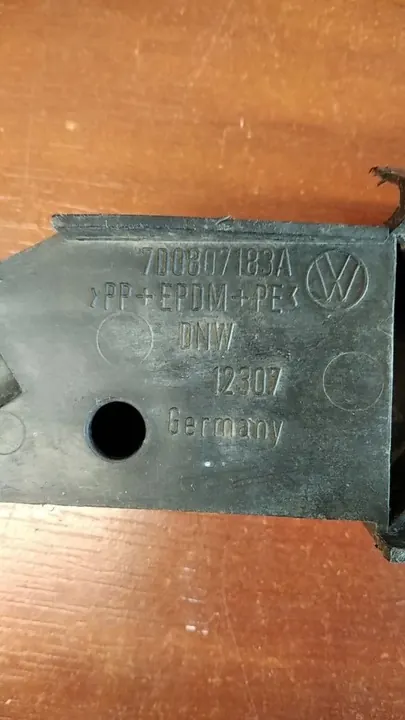 7D0807183A
>PP+EPDM+PE<
DNW
12307
Germany